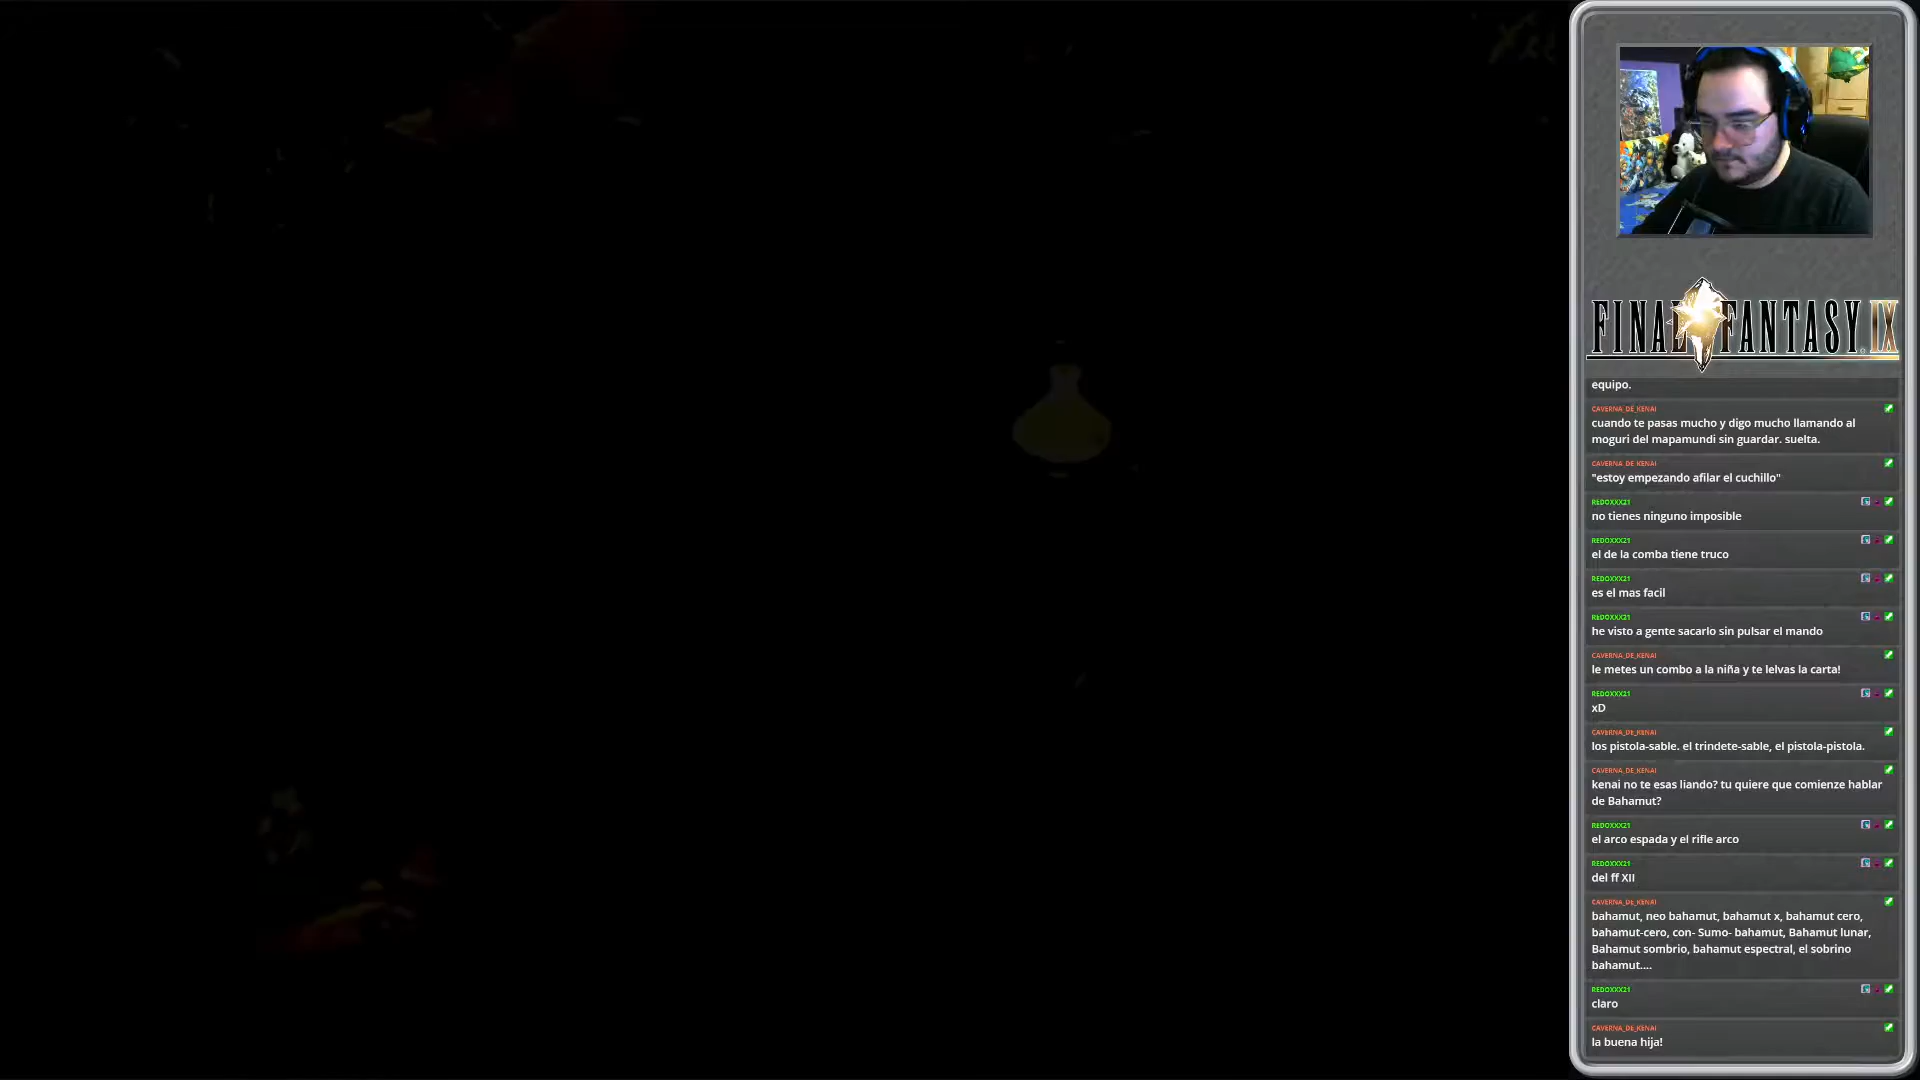 FINAL FANTASY IX
equipo.
CAVERNA_DE_KENAI
cuando te pasas mucho y digo mucho llamando al
moguri del mapamundi sin guardar. suelta.
CAVERNA_DE_KENAI
"estoy empezando afilar el cuchillo"
REDOXXX21
no tienes ninguno imposible
REDOXXX21
el de la comba tiene truco
REDOXXX21
es el mas facil
REDOXXX21
he visto a gente sacarlo sin pulsar el mando
CAVERNA_DE_KENAI
le metes un combo a la niña y te lelvas la carta!
REDOXXX21
xD
CAVERNA_DE_KENAI
los pistola-sable. el trindete-sable, el pistola-pistola.
CAVERNA_DE_KENAI
kenai no te esas liando? tu quiere que comienze hablar
de Bahamut?
REDOXXX21
el arco espada y el rifle arco
REDOXXX21
del ff XII
CAVERNA_DE_KENAI
bahamut, neo bahamut, bahamut x, bahamut cero,
bahamut-cero, con- Sumo- bahamut, Bahamut lunar,
Bahamut sombrio, bahamut espectral, el sobrino
bahamut....
REDOXXX21
claro
CAVERNA_DE_KENAI
la buena hija!